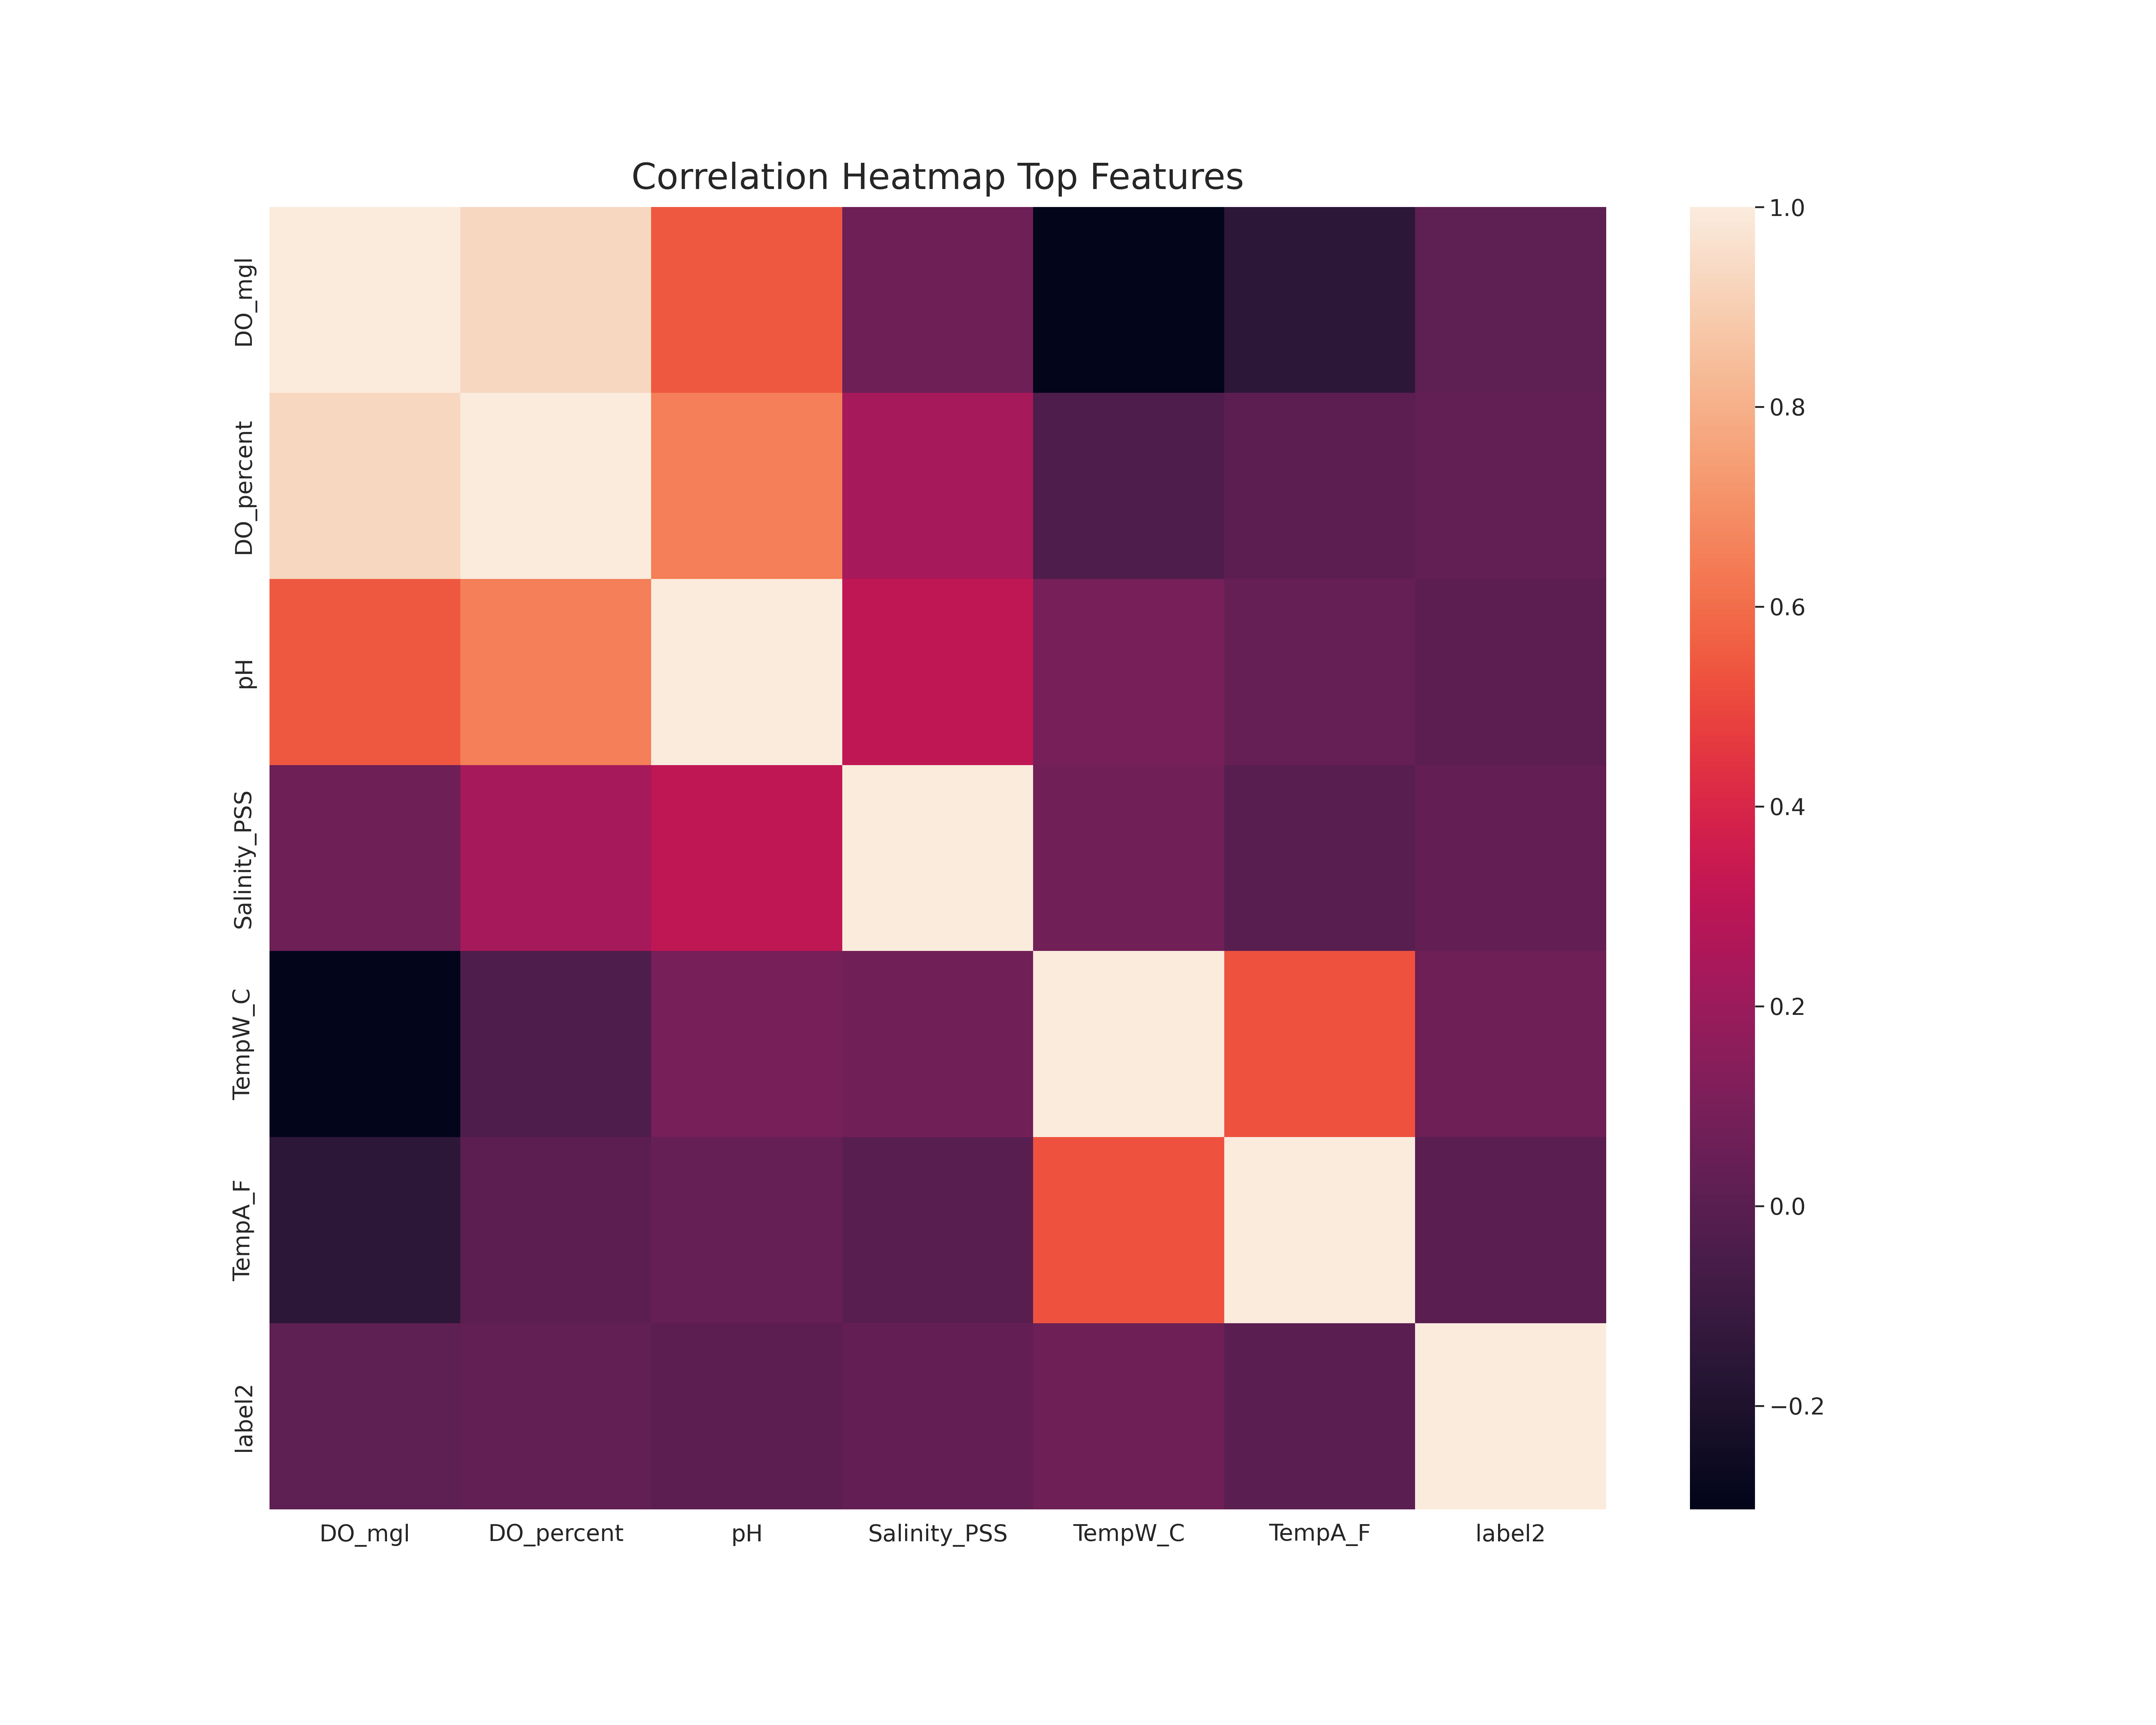 Correlation Heatmap Top Features
DO_mgl
DO_percent
pH
Salinity_PSS
TempW_C
TempA_F
label2
DO_mgl DO_percent pH Salinity_PSS TempW_C TempA_F label2
1.0
0.8
0.6
0.4
0.2
0.0
−0.2